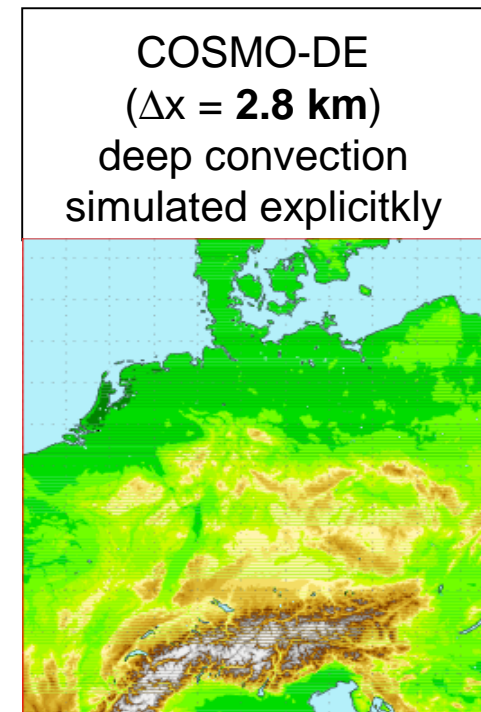 COSMO-DE
(Δx = 2.8 km)
deep convection
simulated explicitkly